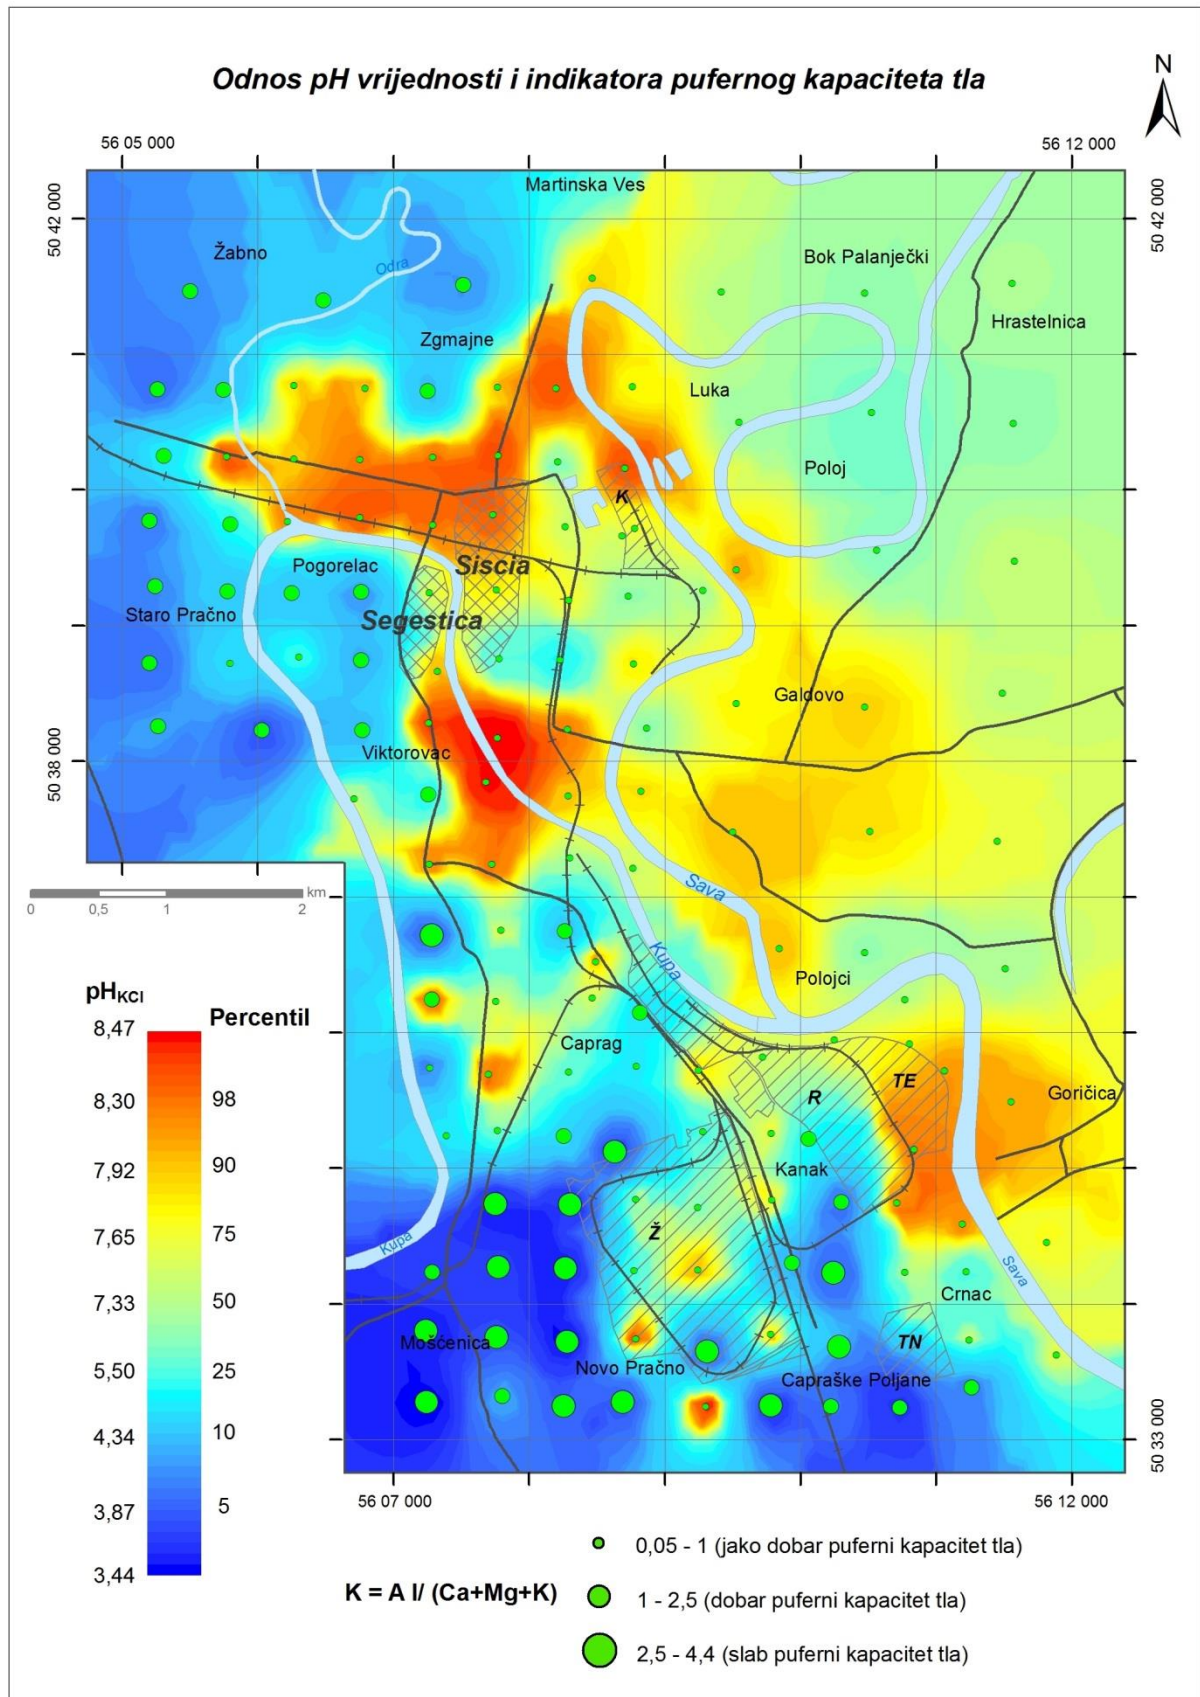 Odnos pH vrijednosti i indikatora pufernog kapaciteta tla
N
56 05 000
56 12 000
50 42 000
50 42 000
Martinska Ves
Žabno
Odra
Bok Palanječki
Hrastelnica
Zgmajne
Luka
Poloj
K
Siscia
Pogorelac
Segestica
Staro Pračno
Galdovo
Viktorovac
50 38 000
50 38 000
km
0
0,5
1
2
Sava
Kupa
Polojci
Caprag
TE
R
Goričica
Kanak
Ž
Kupa
Sava
Crnac
Mošćenica
TN
Novo Pračno
Capraške Poljane
50 33 000
56 07 000
56 12 000
pHKCl
Percentil
8,47
8,30
98
7,92
90
7,65
75
7,33
50
5,50
25
4,34
10
3,87
5
3,44
K = A l/ (Ca+Mg+K)
0,05 - 1 (jako dobar puferni kapacitet tla)
1 - 2,5 (dobar puferni kapacitet tla)
2,5 - 4,4 (slab puferni kapacitet tla)